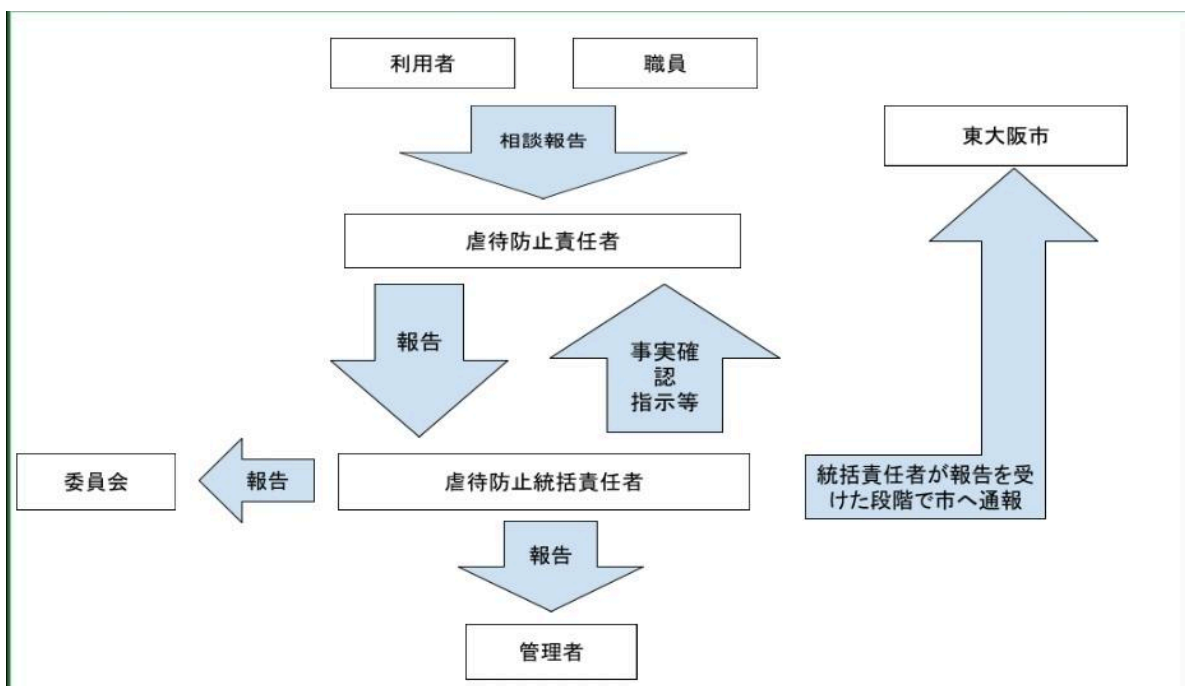 利用者
職員
相談報告
東大阪市
虐待防止責任者
報告
事実確
認
指示等
委員会
報告
虐待防止統括責任者
統括責任者が報告を受
けた段階で市へ通報
報告
管理者